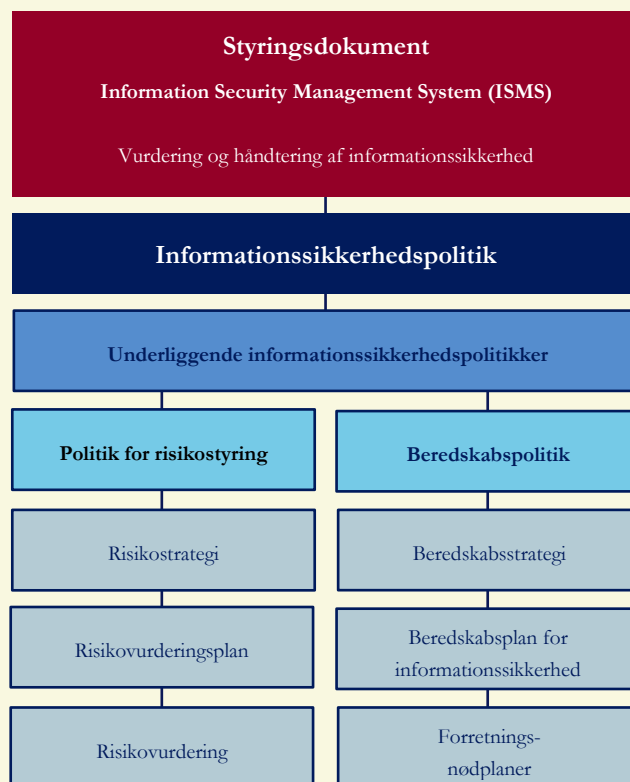 Styringsdokument
Information Security Management System (ISMS)
Vurdering og håndtering af informationssikkerhed
Informationssikkerhedspolitik
Underliggende informationssikkerhedspolitikker
Politik for risikostyring
Beredskabspolitik
Risikostrategi
Beredskabsstrategi
Risikovurderingsplan
Beredskabsplan for
informationssikkerhed
Risikovurdering
Forretnings-
nødplaner